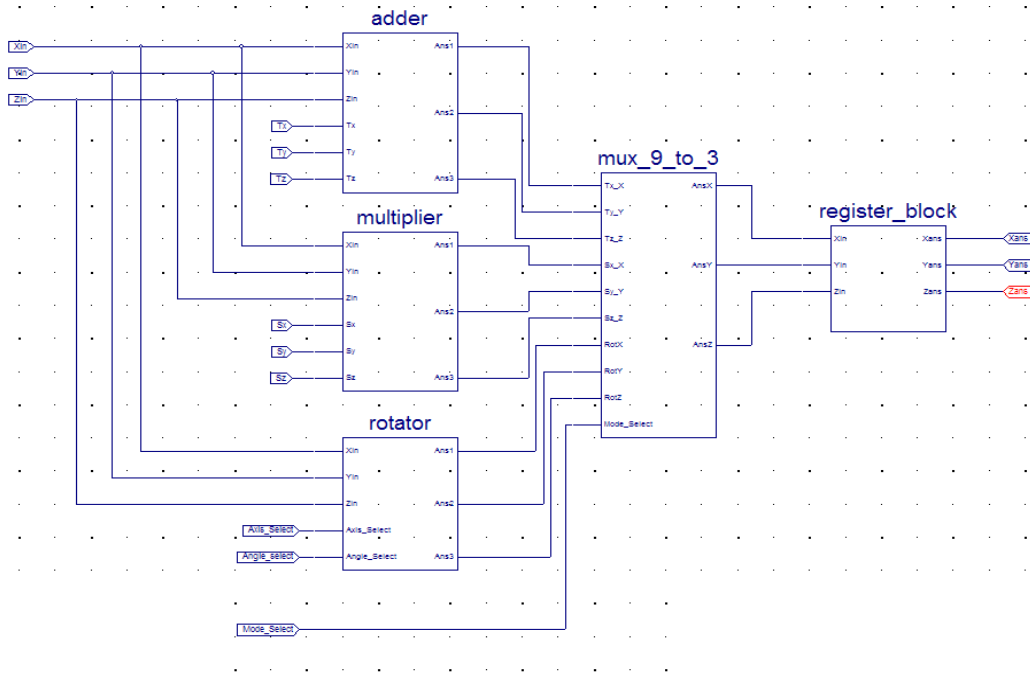 adder
Xin
Yin
Zin
Xin
Yin
Zin
Tx
Ty
Tz
Tx
Ty
Tz
Ans1
Ans2
Ans3
multiplier
Xin
Yin
Zin
Sx
Sy
Sz
Sx
Sy
Sz
Ans1
Ans2
Ans3
rotator
Xin
Yin
Zin
Axis_Select
Angle_select
Axis_Select
Angle_Select
Ans1
Ans2
Ans3
Mode_Select
mux_9_to_3
Tx_X
Ty_Y
Tz_Z
Sx_X
Sy_Y
Sz_Z
RotX
RotY
RotZ
Mode_Select
AnsX
AnsY
AnsZ
register_block
Xin
Yin
Zin
Xans
Yans
Zans
Xans
Yans
Zans